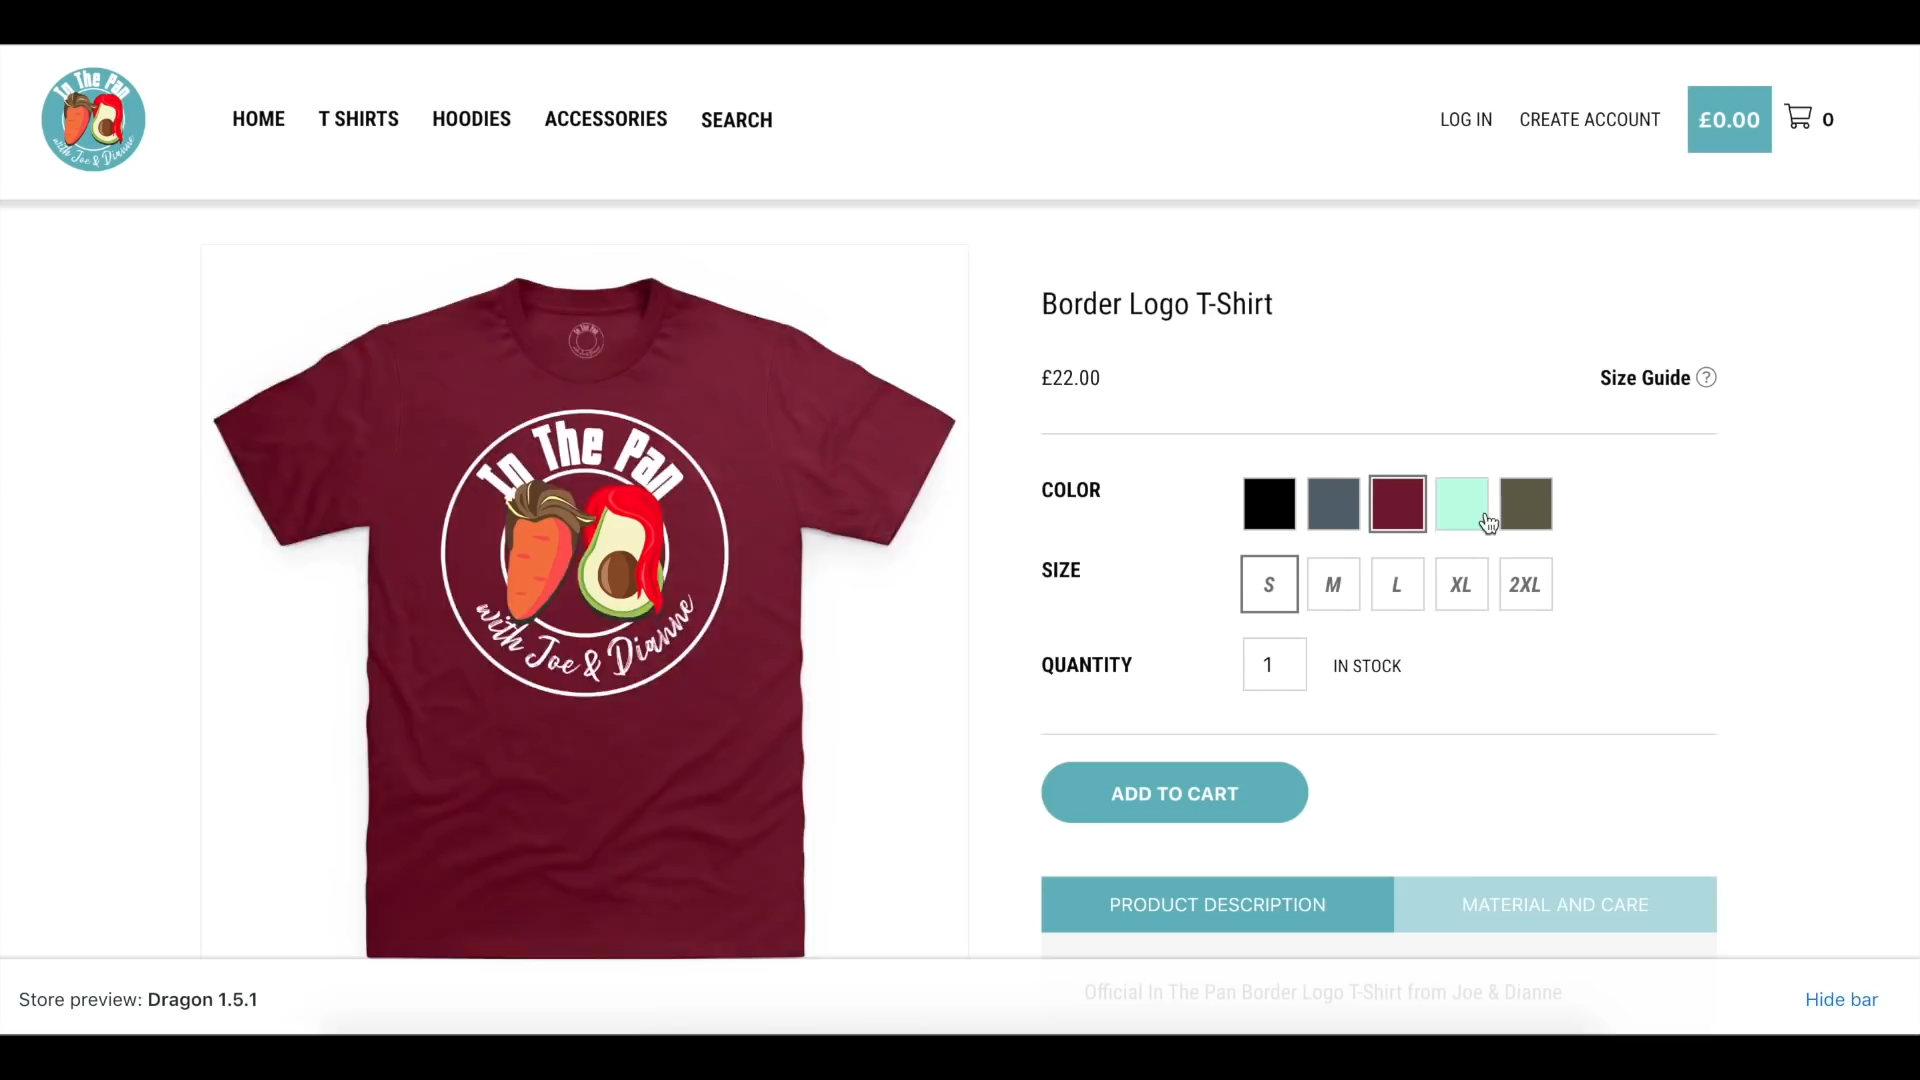 In The Pan
with Joe & Dianne
HOME T SHIRTS HOODIES ACCESSORIES SEARCH
LOG IN CREATE ACCOUNT £0.00 0
In The Pan
with Joe & Dianne
Border Logo T-Shirt
£22.00 Size Guide ?
COLOR
SIZE S M L XL 2XL
QUANTITY 1 IN STOCK
ADD TO CART
PRODUCT DESCRIPTION MATERIAL AND CARE
Official In The Pan Border Logo T-Shirt from Joe & Dianne
Store preview: Dragon 1.5.1 Hide bar